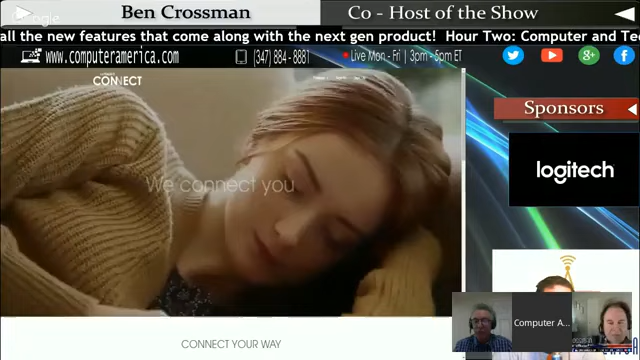 Ben Crossman
Co - Host of the Show
all the new features that come along with the next gen product! Hour Two: Computer and Te
www.computeramerica.com
(347) 884-8881
Live Mon - Fri | 3pm - 5pm ET
CONNECT
We connect you
Sponsors
logitech
Computer A...
CONNECT YOUR WAY